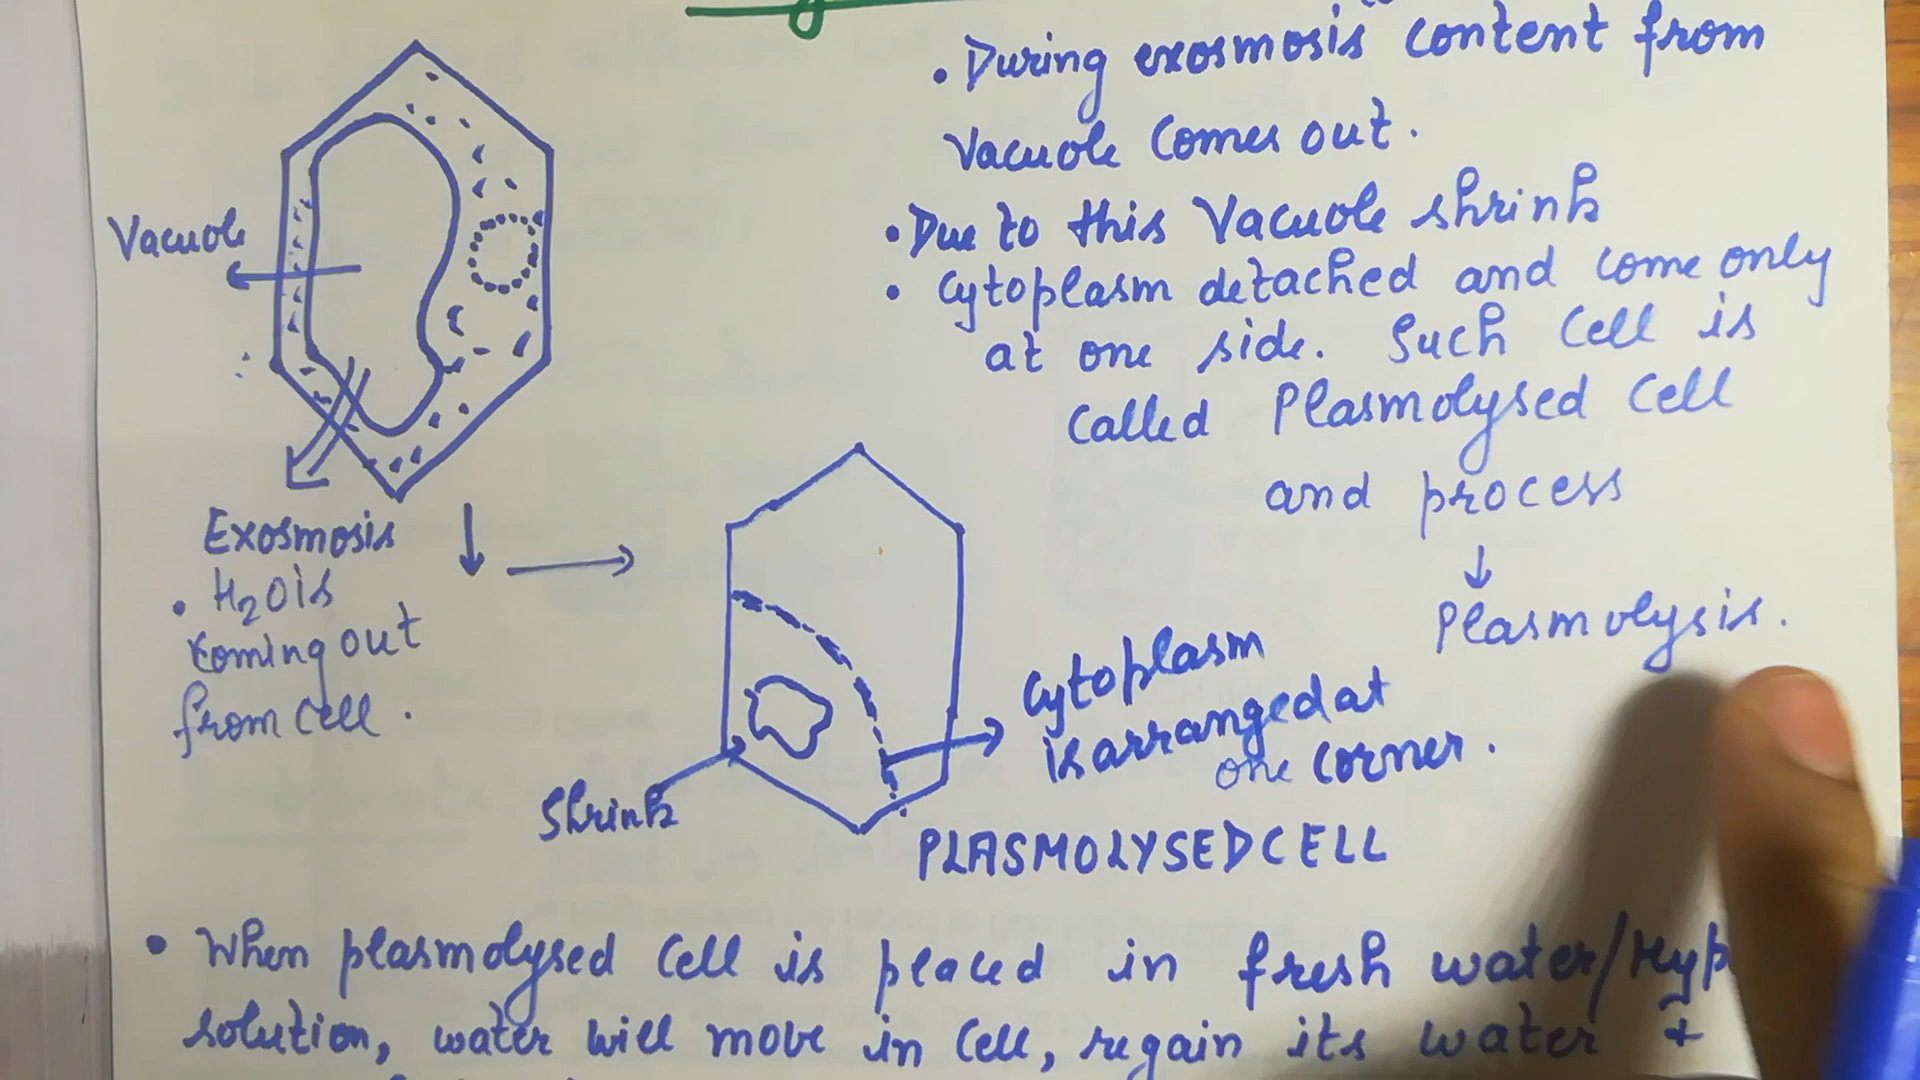 • During exosmosis content from
Vacuole Comes out.
• Due to this Vacuole shrink
• Cytoplasm detached and come only
at one side. Such Cell is
Called Plasmolysed Cell
and process
↓
Plasmolysis.
Vacuole
Exosmosis
• H2O is
Coming out
from Cell.
Cytoplasm
is arranged at
one corner.
Shrink
PLASMOLYSED CELL
• When plasmolysed Cell is placed in fresh water/Hyp
solution, water will move in Cell, regain its water +